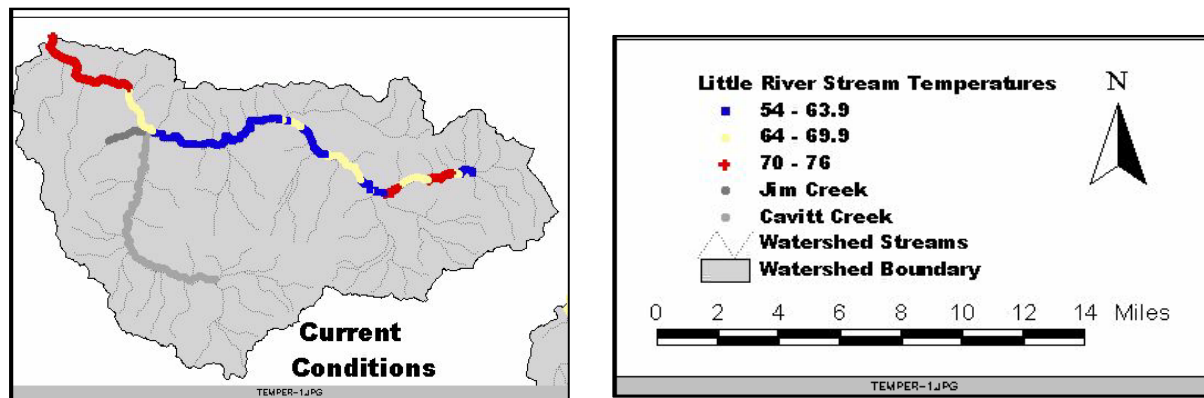 Current
Conditions
TEMPER~1.JPG
Little River Stream Temperatures
54 - 63.9
64 - 69.9
70 - 76
Jim Creek
Cavitt Creek
Watershed Streams
Watershed Boundary
N
0 2 4 6 8 10 12 14 Miles
TEMPER~1.JPG